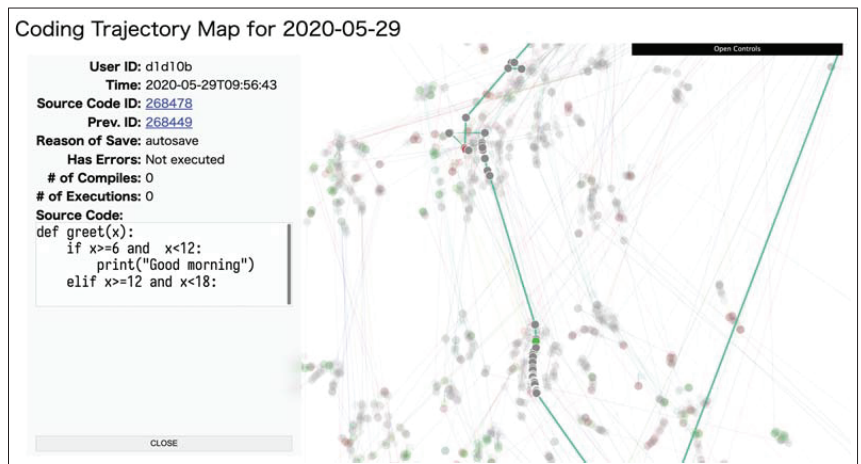 Coding Trajectory Map for 2020-05-29
Open Controls
User ID: d1d10b
Time: 2020-05-29T09:56:43
Source Code ID: 268478
Prev. ID: 268449
Reason of Save: autosave
Has Errors: Not executed
# of Compiles: 0
# of Executions: 0
Source Code:
def greet(x):
    if x>=6 and  x<12:
        print("Good morning")
    elif x>=12 and x<18:
CLOSE